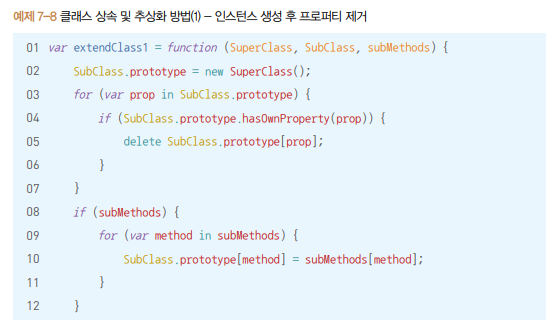 예제 7-8 클래스 상속 및 추상화 방법(1) – 인스턴스 생성 후 프로퍼티 제거
01 var extendClass1 = function (SuperClass, SubClass, subMethods) {
02 SubClass.prototype = new SuperClass();
03 for (var prop in SubClass.prototype) {
04 if (SubClass.prototype.hasOwnProperty(prop)) {
05 delete SubClass.prototype[prop];
06 }
07 }
08 if (subMethods) {
09 for (var method in subMethods) {
10 SubClass.prototype[method] = subMethods[method];
11 }
12 }